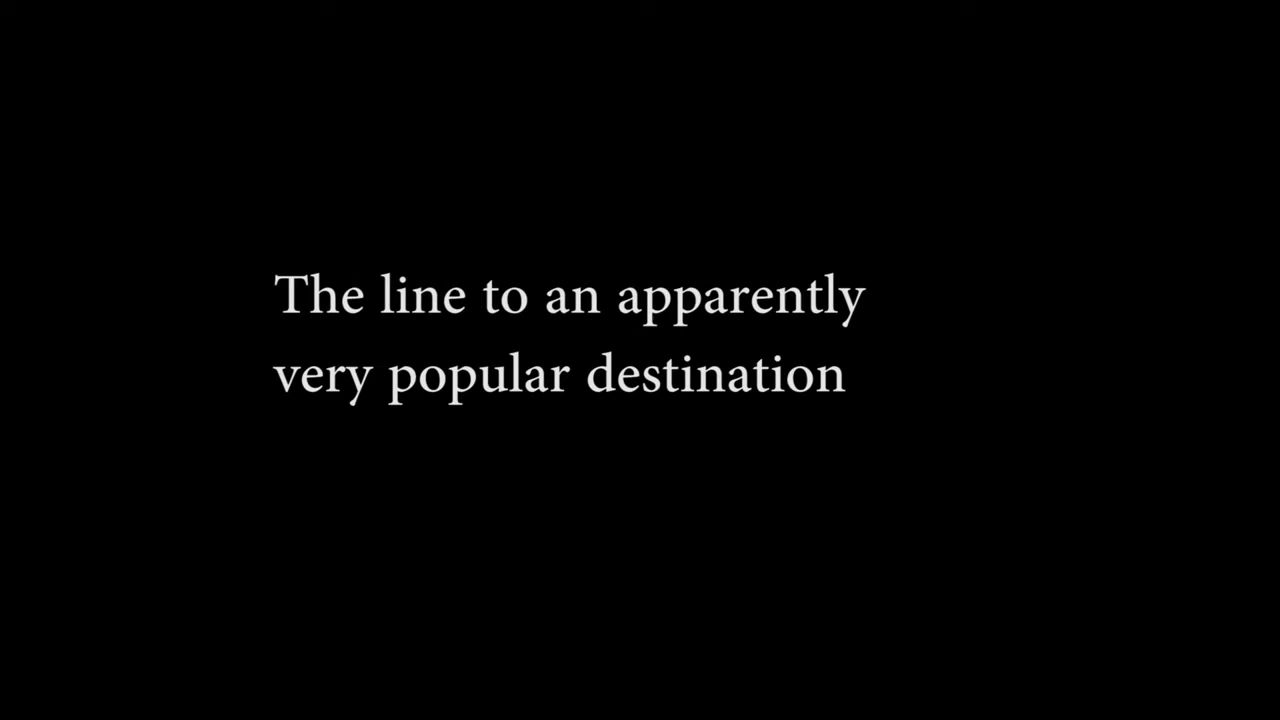 The line to an apparently
very popular destination